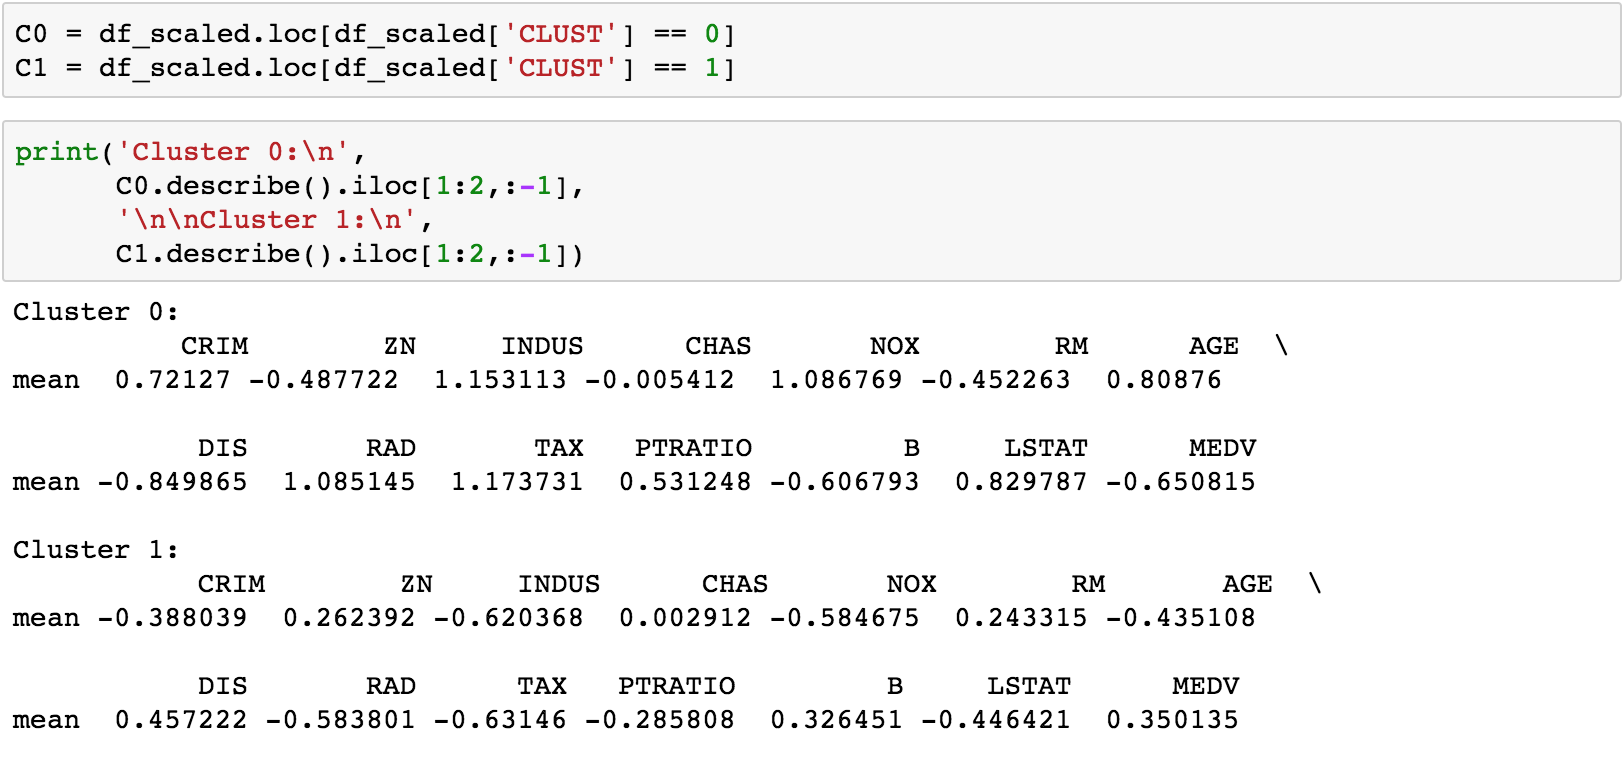 C0 = df_scaled.loc[df_scaled['CLUST'] == 0]
C1 = df_scaled.loc[df_scaled['CLUST'] == 1]
print('Cluster 0:\n',
      C0.describe().iloc[1:2,:-1],
      '\n\nCluster 1:\n',
      C1.describe().iloc[1:2,:-1])
Cluster 0:
          CRIM        ZN     INDUS      CHAS       NOX        RM      AGE  \
mean  0.72127 -0.487722  1.153113 -0.005412  1.086769 -0.452263  0.80876
           DIS       RAD       TAX   PTRATIO         B     LSTAT      MEDV
mean -0.849865  1.085145  1.173731  0.531248 -0.606793  0.829787 -0.650815
Cluster 1:
           CRIM        ZN     INDUS      CHAS       NOX        RM       AGE  \
mean -0.388039  0.262392 -0.620368  0.002912 -0.584675  0.243315 -0.435108
           DIS       RAD      TAX   PTRATIO         B     LSTAT      MEDV
mean  0.457222 -0.583801 -0.63146 -0.285808  0.326451 -0.446421  0.350135